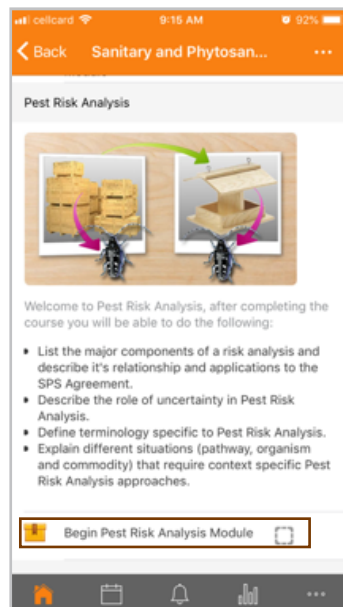 cellcard 9:15 AM 92%
Back Sanitary and Phytosan...
Pest Risk Analysis
Welcome to Pest Risk Analysis, after completing the
course you will be able to do the following:
List the major components of a risk analysis and
describe it's relationship and applications to the
SPS Agreement.
Describe the role of uncertainty in Pest Risk
Analysis.
Define terminology specific to Pest Risk Analysis.
Explain different situations (pathway, organism
and commodity) that require context specific Pest
Risk Analysis approaches.
Begin Pest Risk Analysis Module